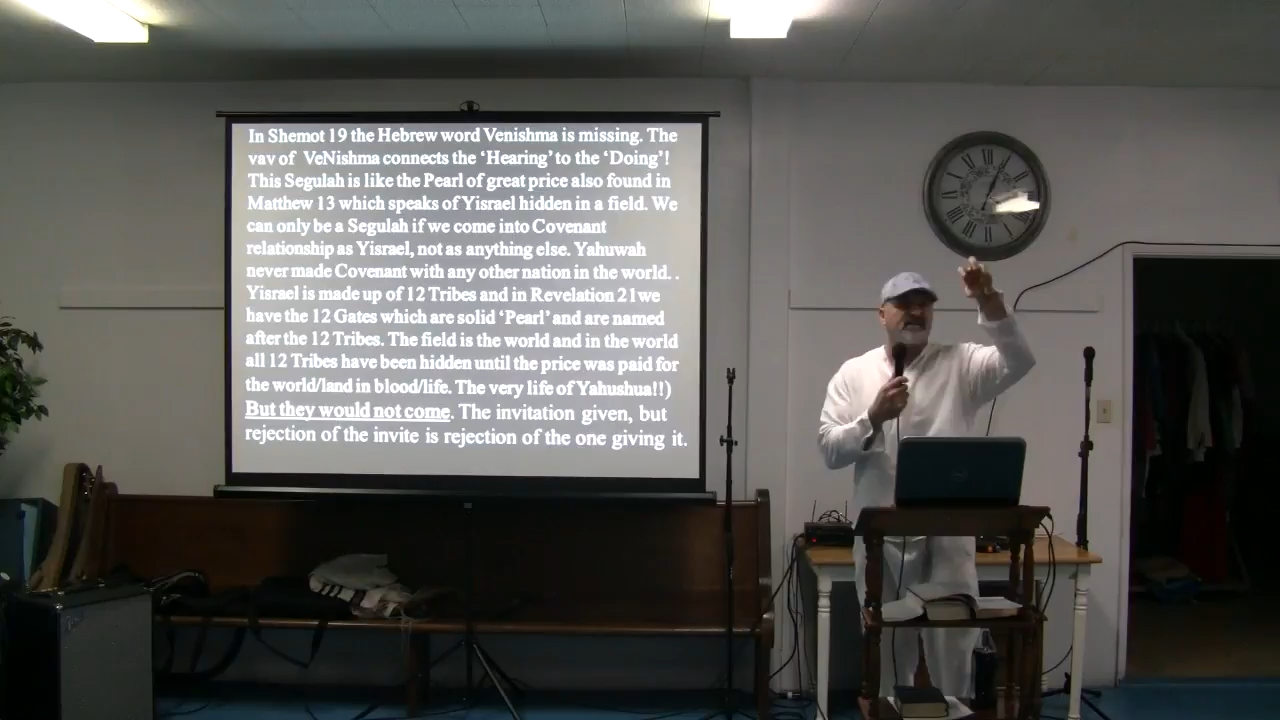 In Shemot 19 the Hebrew word Venishma is missing. The
vav of VeNishma connects the ‘Hearing’ to the ‘Doing’!
This Segulah is like the Pearl of great price also found in
Matthew 13 which speaks of Yisrael hidden in a field. We
can only be a Segulah if we come into Covenant
relationship as Yisrael, not as anything else. Yahuwah
never made Covenant with any other nation in the world. .
Yisrael is made up of 12 Tribes and in Revelation 21we
have the 12 Gates which are solid ‘Pearl’ and are named
after the 12 Tribes. The field is the world and in the world
all 12 Tribes have been hidden until the price was paid for
the world/land in blood/life. The very life of Yahushua!!)
But they would not come. The invitation given, but
rejection of the invite is rejection of the one giving it.